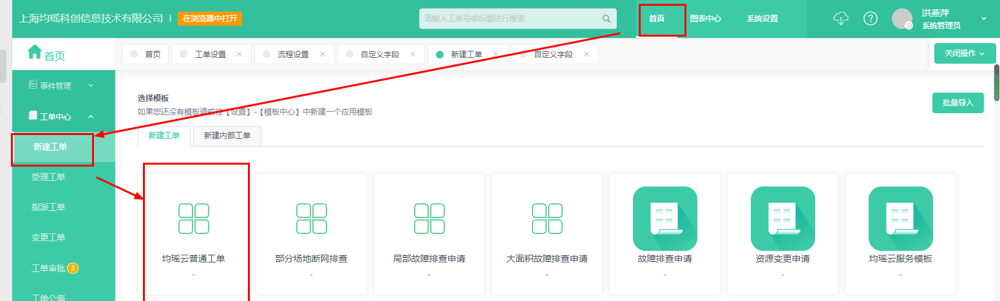 上海均瑶科创信息技术有限公司 | 在浏览器中打开
请输入工单号或标题进行搜索
首页 图表中心 系统设置
洪燕萍
系统管理员
首页
首页 工单设置 × 流程设置 × 自定义字段 × 新建工单 × 自定义字段 ×
关闭操作
事件管理
工单中心
新建工单
受理工单
指派工单
变更工单
工单审批 3
工单公海
选择模板
如果您还没有模板请前往【设置】-【模板中心】中新建一个应用模板
批量导入
新建工单 新建内部工单
均瑶云普通工单
-
部分场地断网排查
-
局部故障排查申请
-
大面积故障排查申请
-
故障排查申请
-
资源变更申请
-
均瑶云服务模板
-